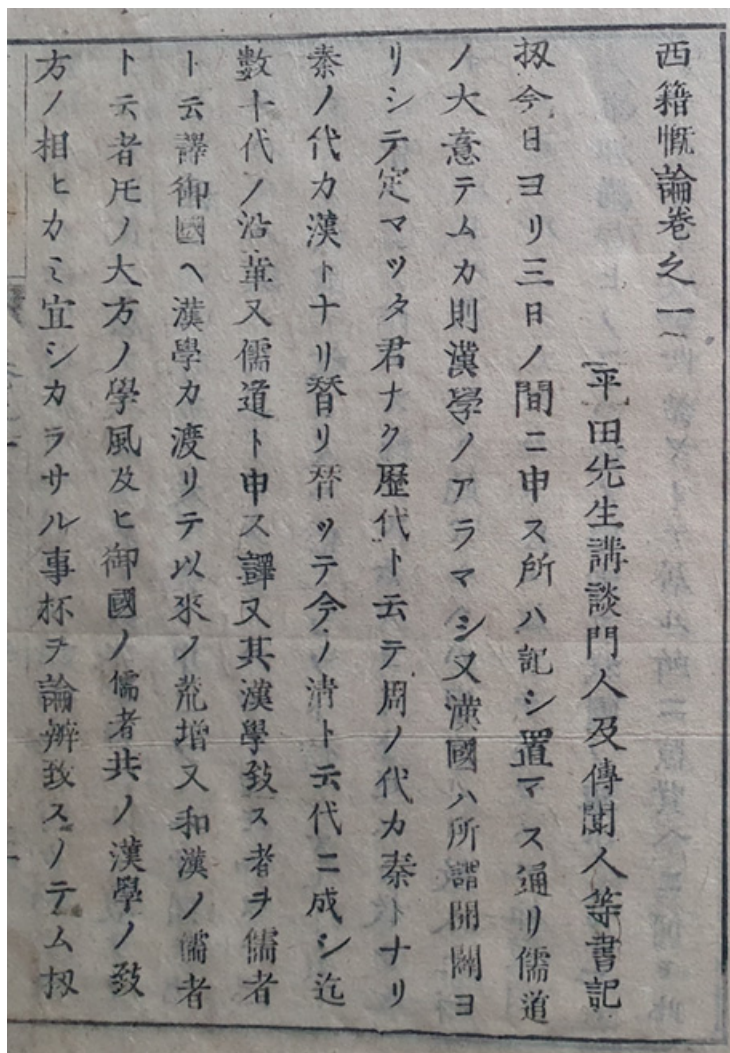 西籍慨論卷之一
平田先生講談門人及傳聞人等書記
扨今日ヨリ三日ノ間ニ申ス所ハ記シ置マス通リ儒道
ノ大意テムカ則漢學ノアラマシ又漢國ハ所謂開闢ヨ
リシテ定マツタ君ナク歷代ト云テ周ノ代カ秦トナリ
秦ノ代カ漢トナリ替リ替ツテ今ノ清ト云代ニ成シ迄
數十代ノ沿革又儒道ト申ス譯又其漢學致ス者ヲ儒者
ト云譯御國ヘ漢學カ渡リテ以來ノ荒增又和漢ノ儒者
ト云者𪜈ノ大方ノ學風及ヒ御國ノ儒者共ノ漢學ノ致
方ノ相ヒカミ宜シカラサル事杯ヲ論辨致スノテム扨